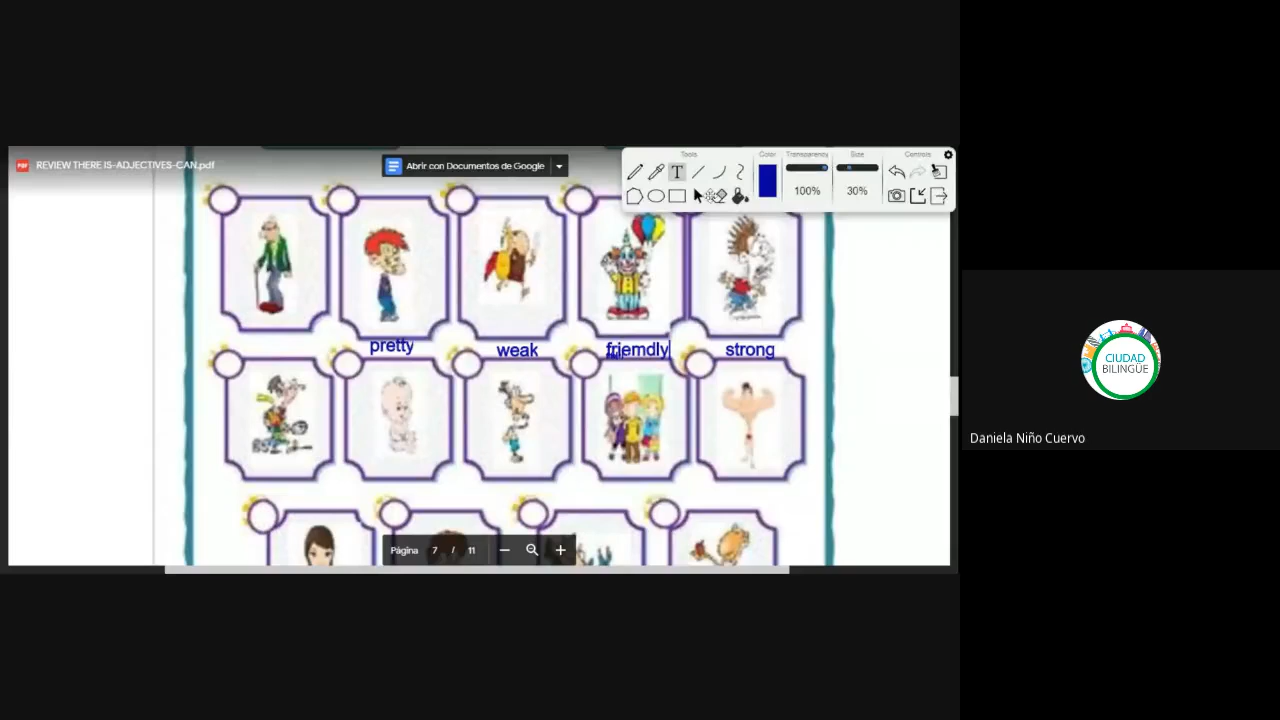 REVIEW THERE IS-ADJECTIVES-CAN.pdf
Abrir con Documentos de Google
Tools
Color
Transparency
Size
Controls
100%
30%
pretty
weak
friemdly
strong
CIUDAD
BILINGÜE
Daniela Niño Cuervo
Página 7 / 11